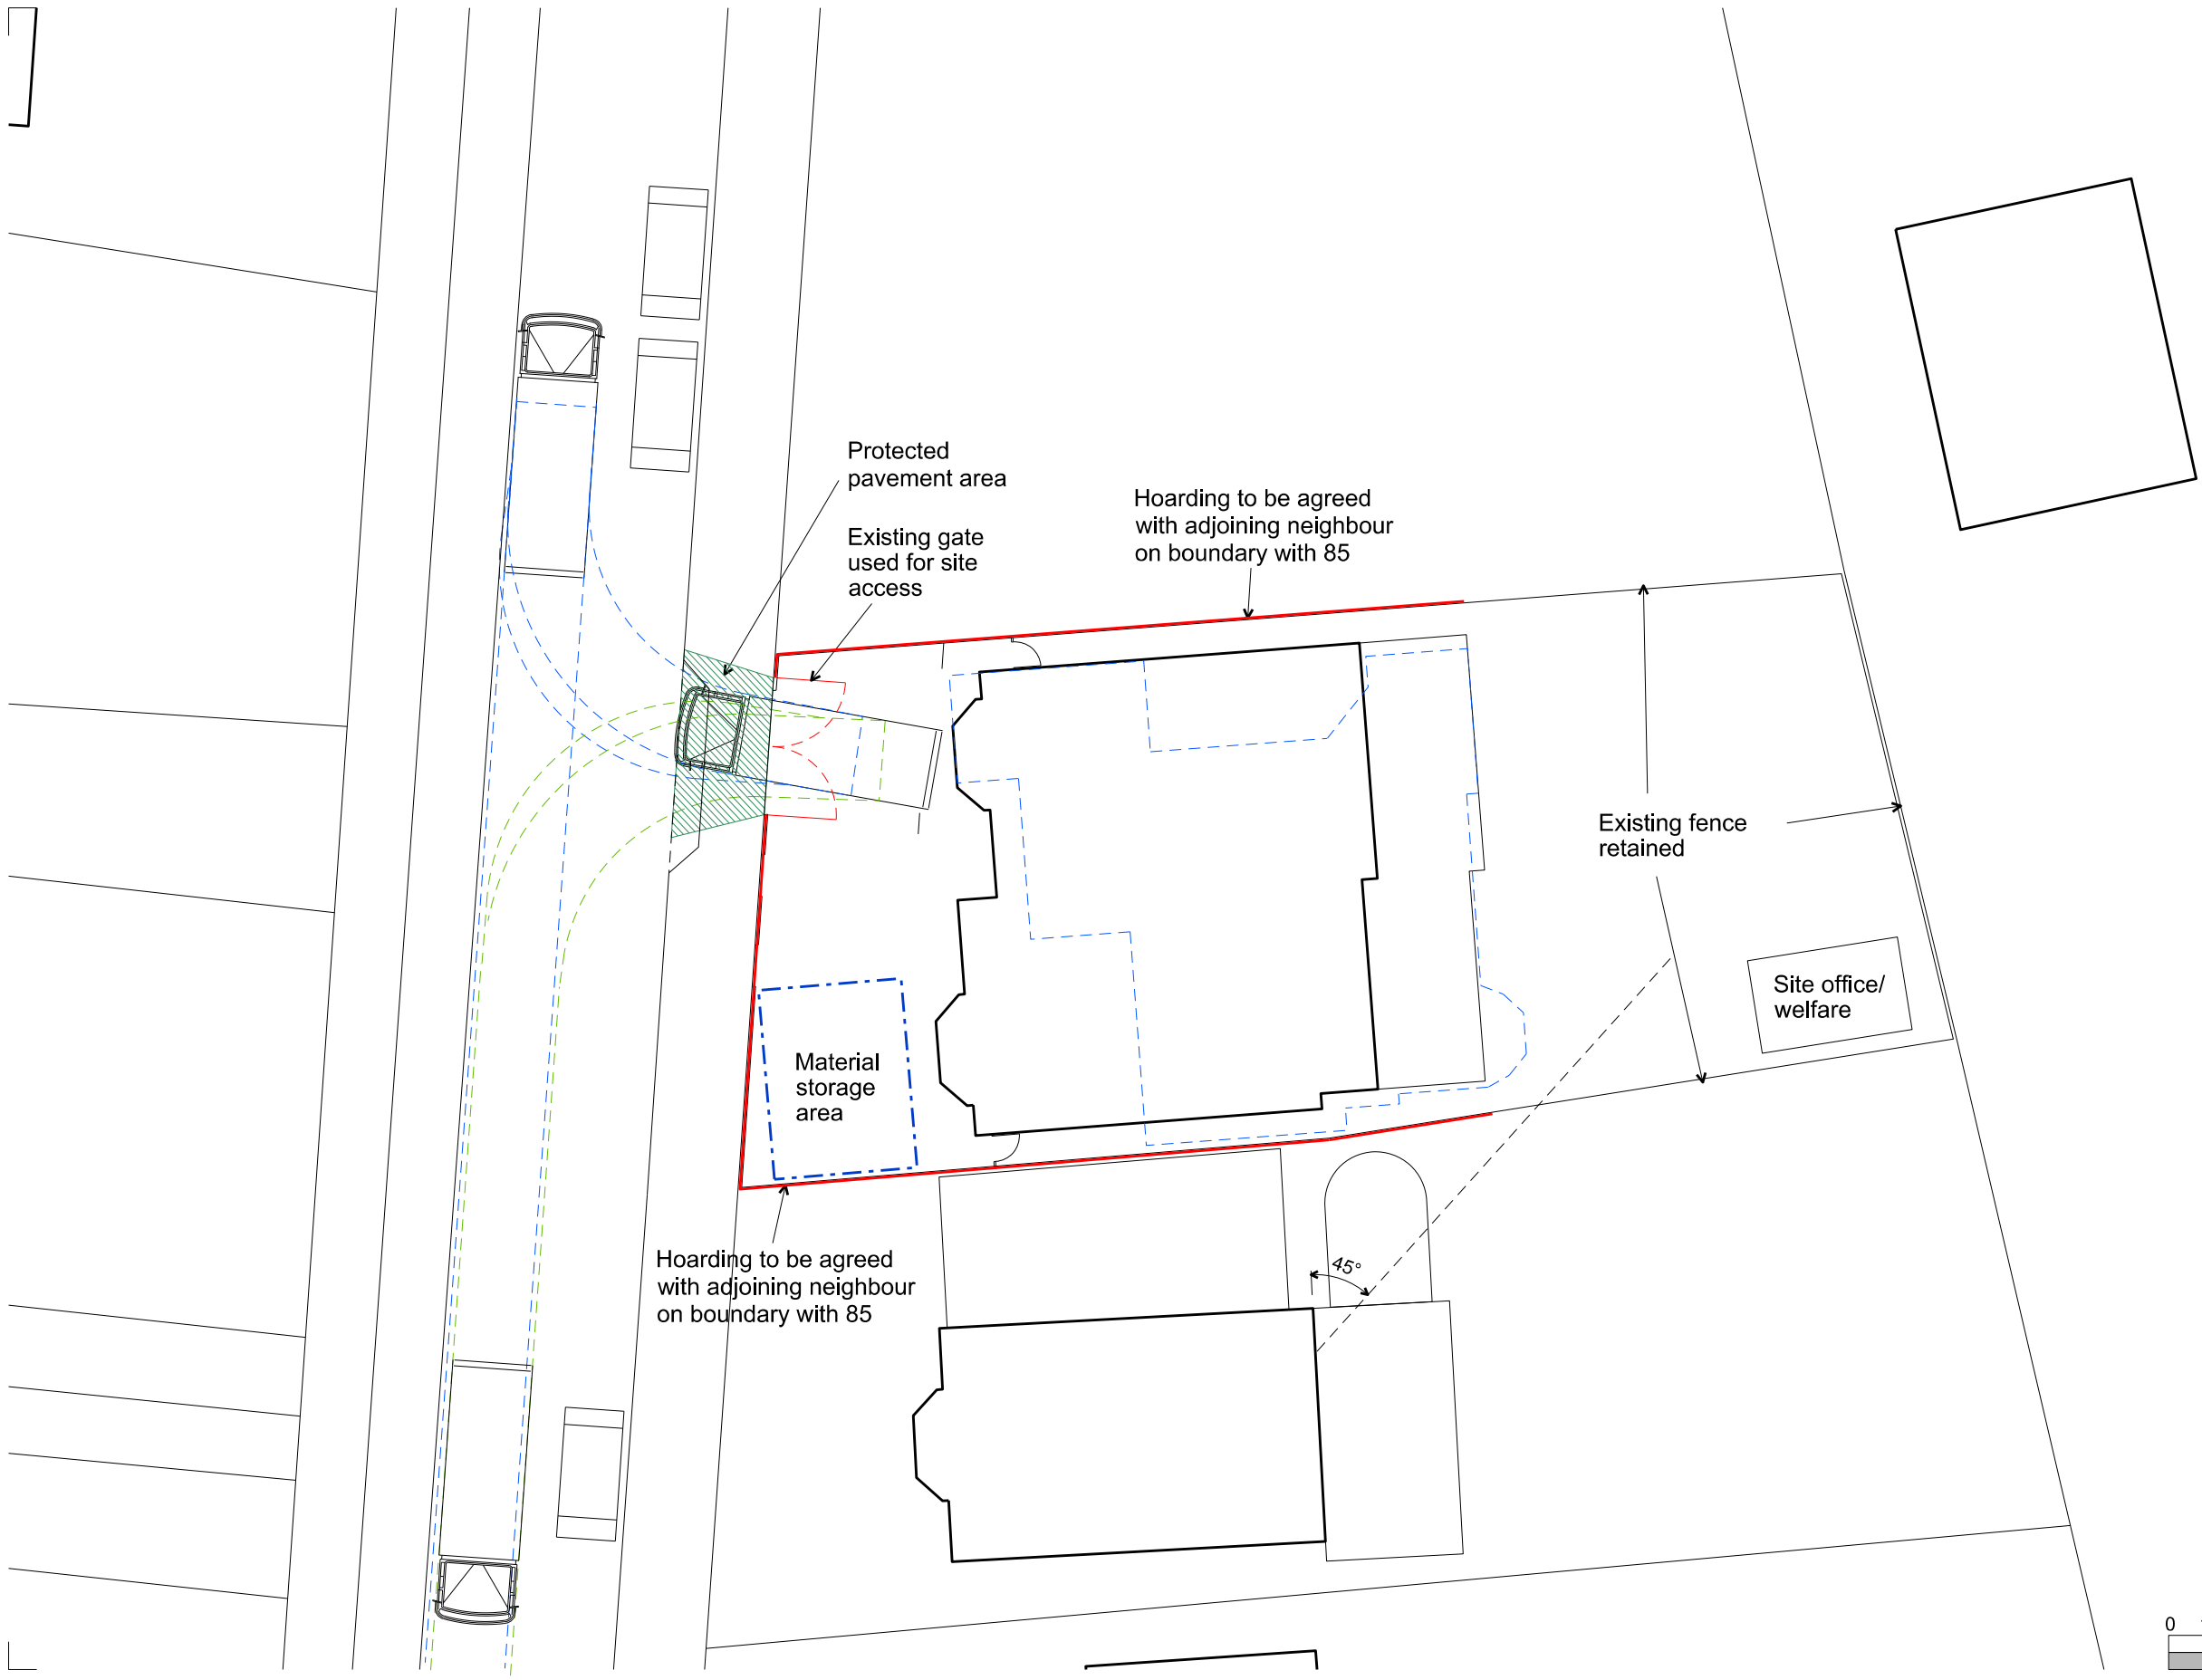 Protected
pavement area
Existing gate
used for site
access
Hoarding to be agreed
with adjoining neighbour
on boundary with 85
Existing fence
retained
Site office/
welfare
Material
storage
area
Hoarding to be agreed
with adjoining neighbour
on boundary with 85
45°
0